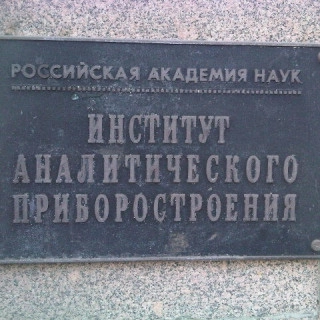 РОССИЙСКАЯ АКАДЕМИЯ НАУК
ИНСТИТУТ
АНАЛИТИЧЕСКОГО
ПРИБОРОСТРОЕНИЯ